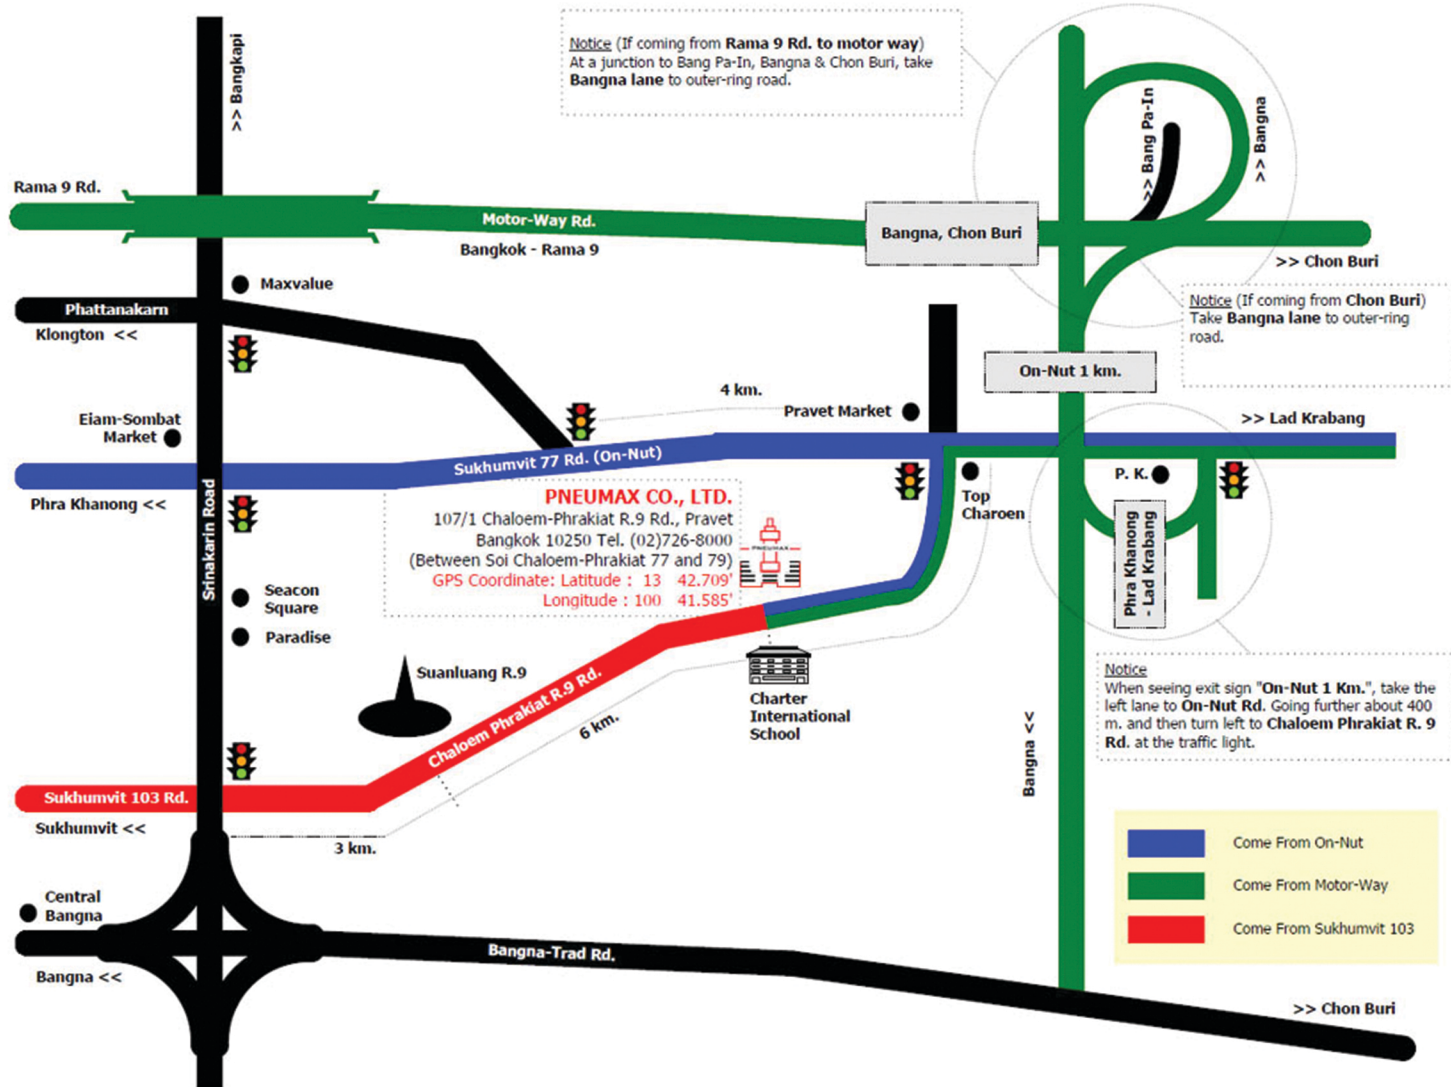 >> Bangkapi
Notice (If coming from Rama 9 Rd. to motor way)
At a junction to Bang Pa-In, Bangna & Chon Buri, take
Bangna lane to outer-ring road.
>> Bang Pa-In
>> Bangna
Rama 9 Rd.
Motor-Way Rd.
Bangkok - Rama 9
Bangna, Chon Buri
>> Chon Buri
Maxvalue
Phattanakarn
Klongton <<
Notice (If coming from Chon Buri)
Take Bangna lane to outer-ring
road.
On-Nut 1 km.
4 km.
Pravet Market
>> Lad Krabang
Eiam-Sombat
Market
Sukhumvit 77 Rd. (On-Nut)
Phra Khanong <<
Srinakarin Road
P. K.
Top
Charoen
Phra Khanong
- Lad Krabang
PNEUMAX CO., LTD.
107/1 Chaloem-Phrakiat R.9 Rd., Pravet
Bangkok 10250 Tel. (02)726-8000
(Between Soi Chaloem-Phrakiat 77 and 79)
GPS Coordinate: Latitude : 13 42.709'
Longitude : 100 41.585'
PNEUMAX
Seacon
Square
Paradise
Suanluang R.9
Chaloem Phrakiat R.9 Rd.
6 km.
Charter
International
School
Notice
When seeing exit sign "On-Nut 1 Km.", take the
left lane to On-Nut Rd. Going further about 400
m. and then turn left to Chaloem Phrakiat R. 9
Rd. at the traffic light.
Bangna <<
Sukhumvit 103 Rd.
Sukhumvit <<
3 km.
Come From On-Nut
Come From Motor-Way
Come From Sukhumvit 103
Central
Bangna
Bangna <<
Bangna-Trad Rd.
>> Chon Buri